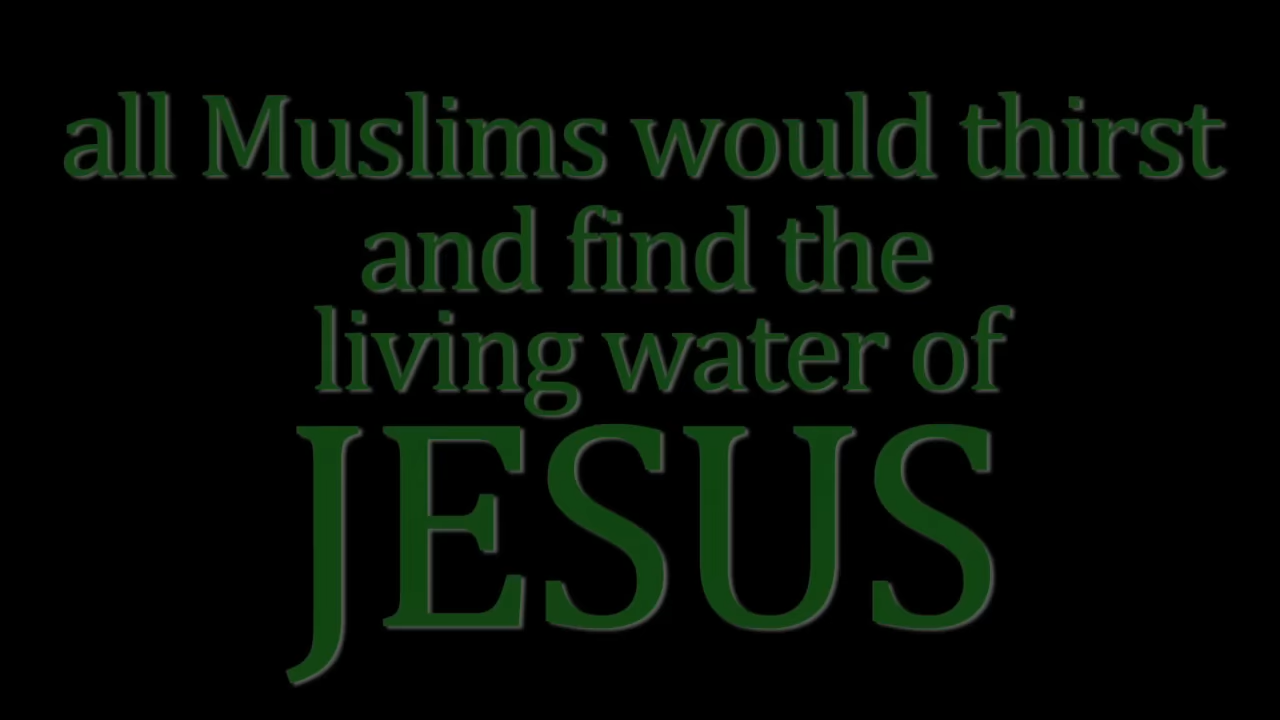 all Muslims would thirst
and find the
living water of
JESUS